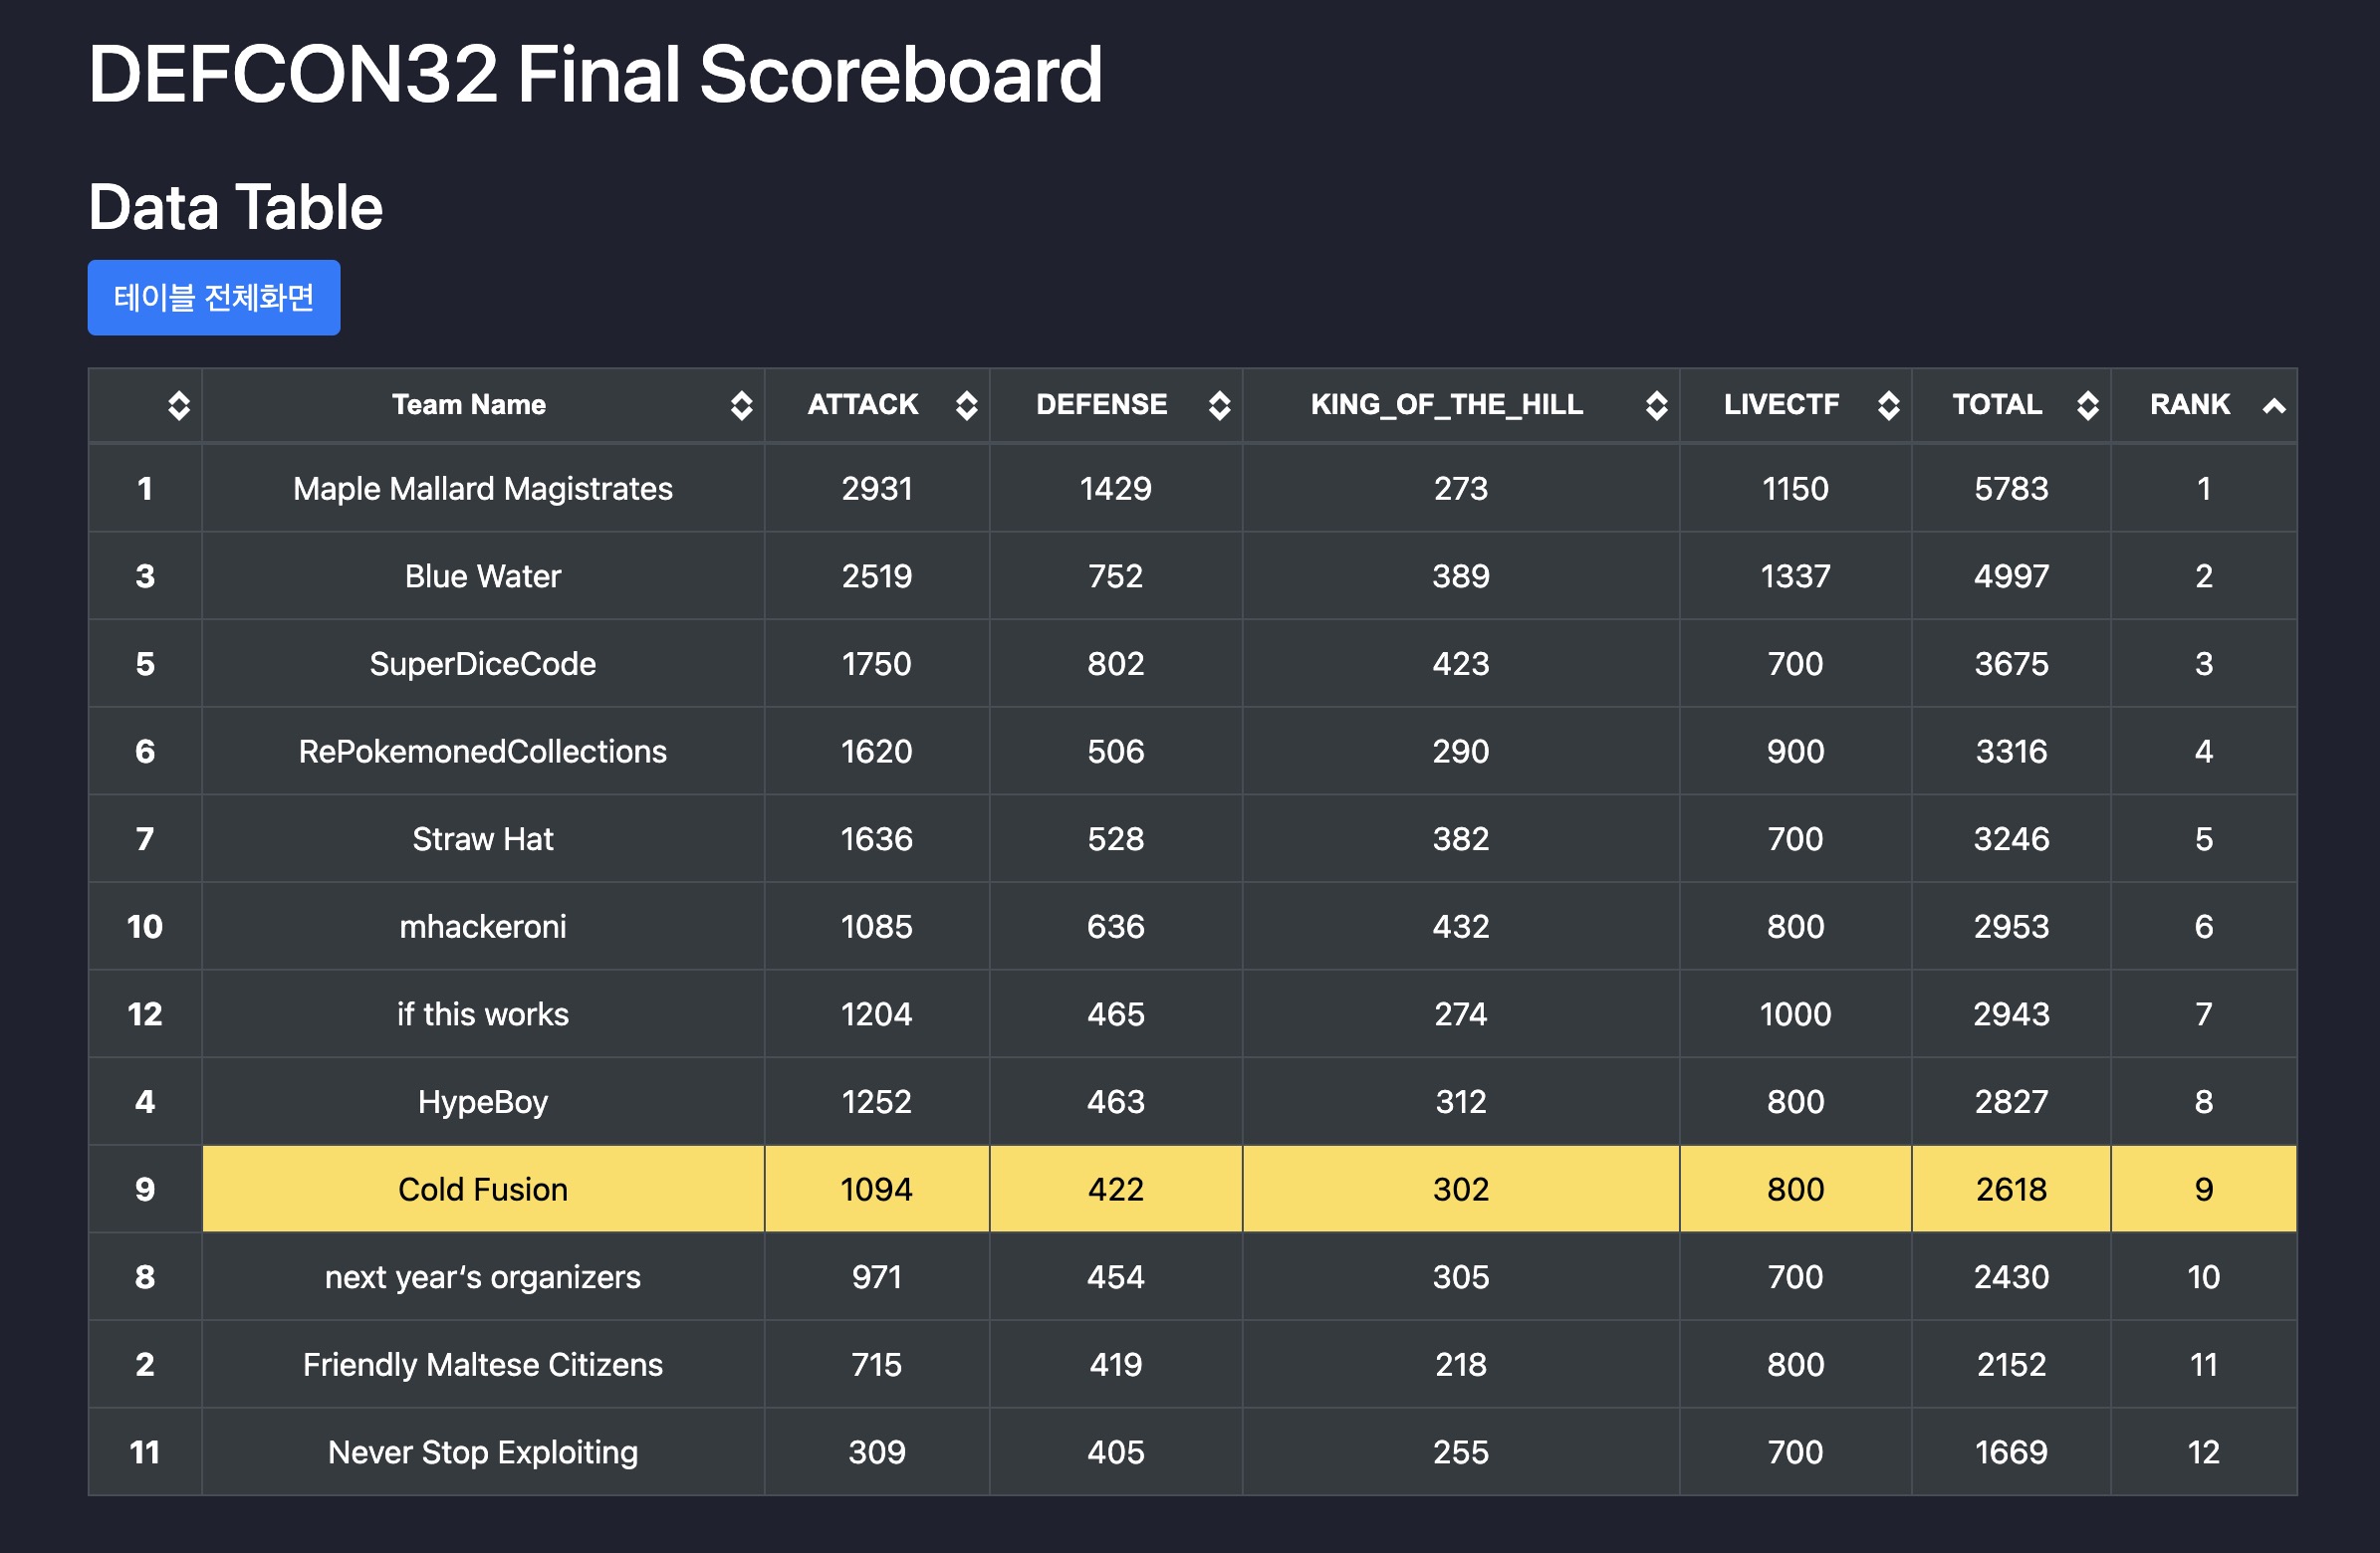 DEFCON32 Final Scoreboard
Data Table
테이블 전체화면
Team Name ATTACK DEFENSE KING_OF_THE_HILL LIVECTF TOTAL RANK
1 Maple Mallard Magistrates 2931 1429 273 1150 5783 1
3 Blue Water 2519 752 389 1337 4997 2
5 SuperDiceCode 1750 802 423 700 3675 3
6 RePokemonedCollections 1620 506 290 900 3316 4
7 Straw Hat 1636 528 382 700 3246 5
10 mhackeroni 1085 636 432 800 2953 6
12 if this works 1204 465 274 1000 2943 7
4 HypeBoy 1252 463 312 800 2827 8
9 Cold Fusion 1094 422 302 800 2618 9
8 next year‘s organizers 971 454 305 700 2430 10
2 Friendly Maltese Citizens 715 419 218 800 2152 11
11 Never Stop Exploiting 309 405 255 700 1669 12